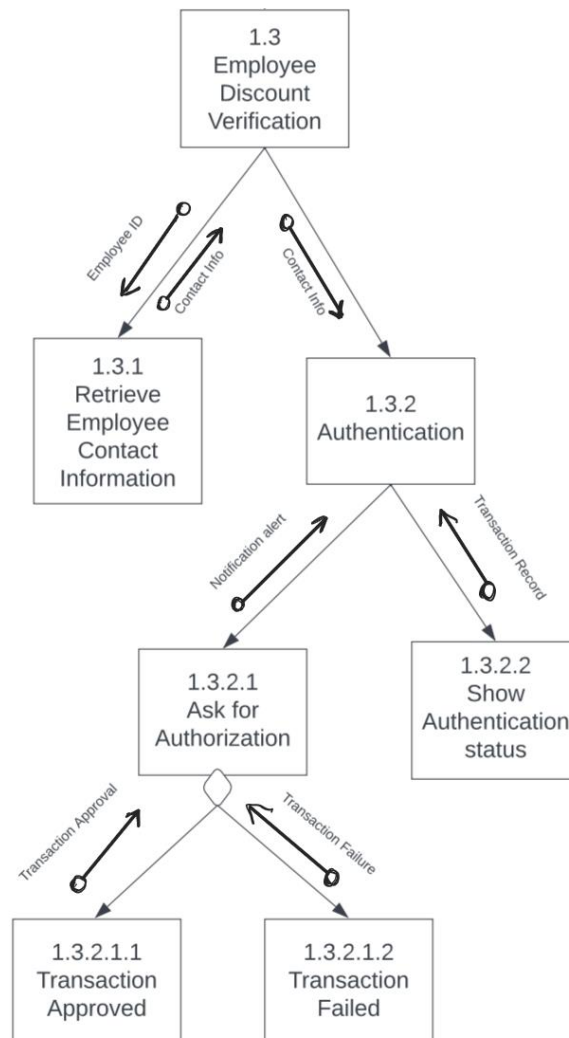 1.3
Employee
Discount
Verification
Employee ID
Contact Info
Contact Info
1.3.1
Retrieve
Employee
Contact
Information
1.3.2
Authentication
Notification alert
Transaction Record
1.3.2.1
Ask for
Authorization
1.3.2.2
Show
Authentication
status
Transaction Approval
Transaction Failure
1.3.2.1.1
Transaction
Approved
1.3.2.1.2
Transaction
Failed